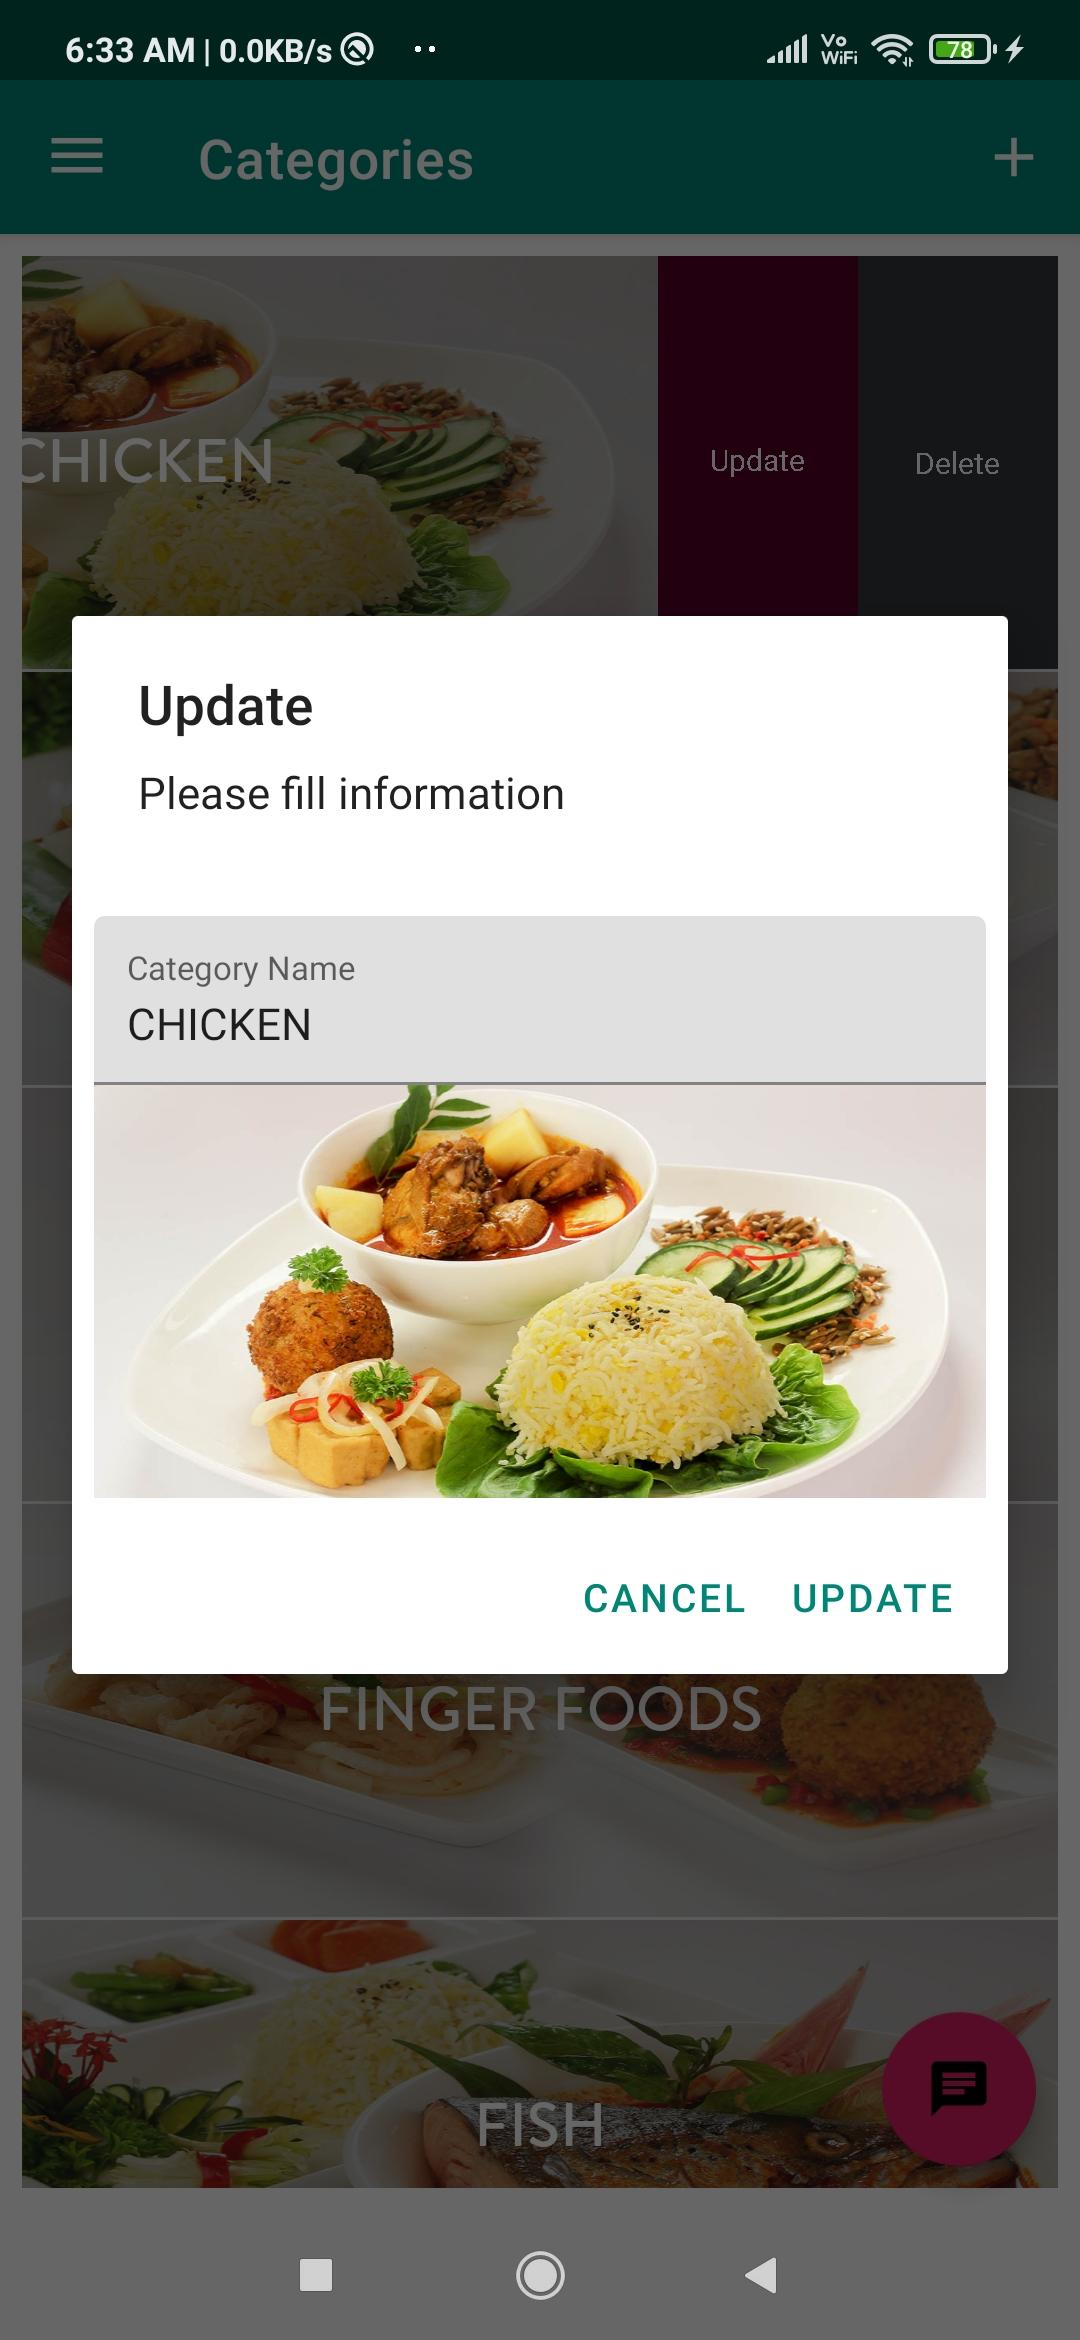 6:33 AM | 0.0KB/s
Vo
WiFi
78
Categories
CHICKEN
Update
Delete
Update
Please fill information
Category Name
CHICKEN
CANCEL
UPDATE
FINGER FOODS
FISH